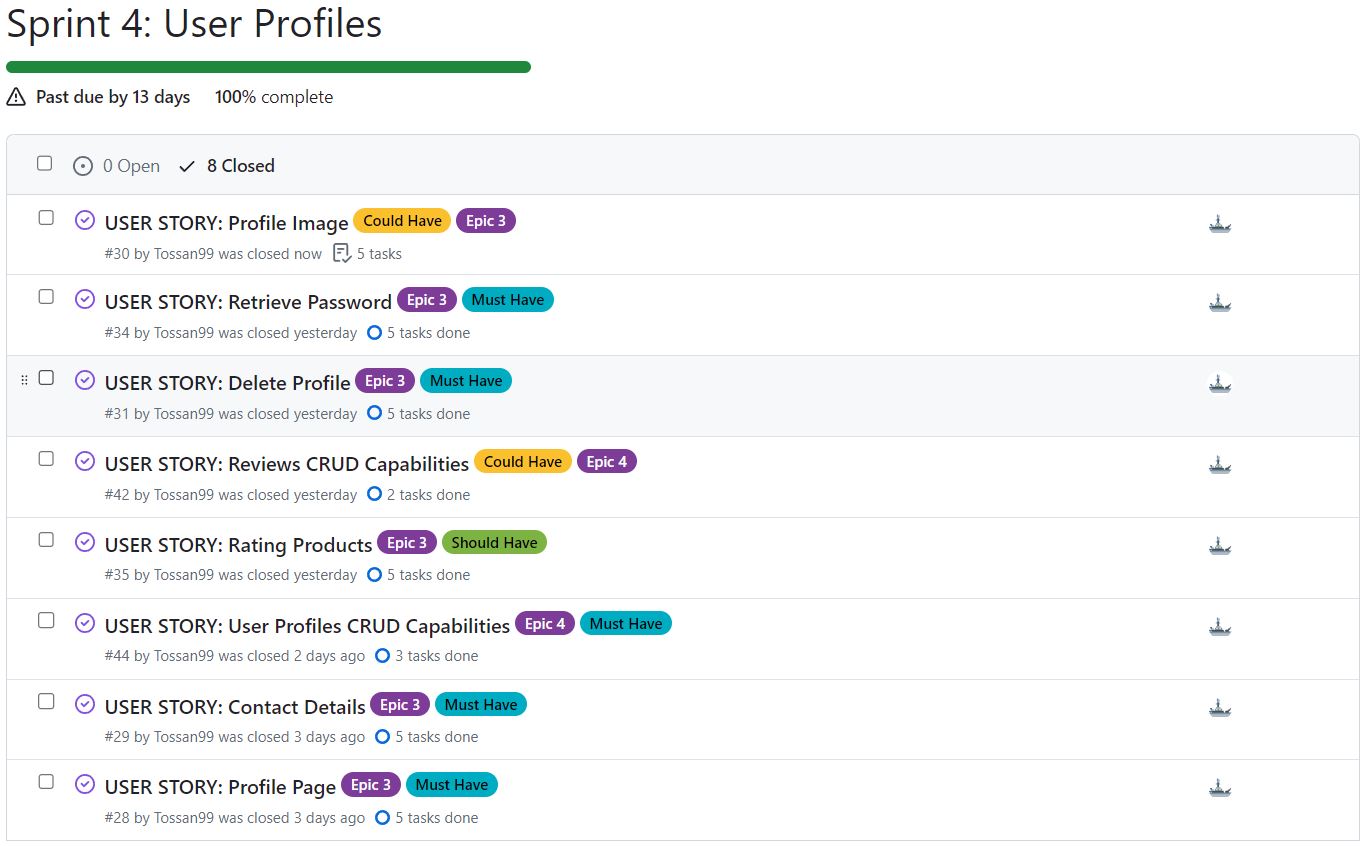 Sprint 4: User Profiles
Past due by 13 days 100% complete
0 Open 8 Closed
USER STORY: Profile Image Could Have Epic 3
#30 by Tossan99 was closed now 5 tasks
USER STORY: Retrieve Password Epic 3 Must Have
#34 by Tossan99 was closed yesterday 5 tasks done
USER STORY: Delete Profile Epic 3 Must Have
#31 by Tossan99 was closed yesterday 5 tasks done
USER STORY: Reviews CRUD Capabilities Could Have Epic 4
#42 by Tossan99 was closed yesterday 2 tasks done
USER STORY: Rating Products Epic 3 Should Have
#35 by Tossan99 was closed yesterday 5 tasks done
USER STORY: User Profiles CRUD Capabilities Epic 4 Must Have
#44 by Tossan99 was closed 2 days ago 3 tasks done
USER STORY: Contact Details Epic 3 Must Have
#29 by Tossan99 was closed 3 days ago 5 tasks done
USER STORY: Profile Page Epic 3 Must Have
#28 by Tossan99 was closed 3 days ago 5 tasks done